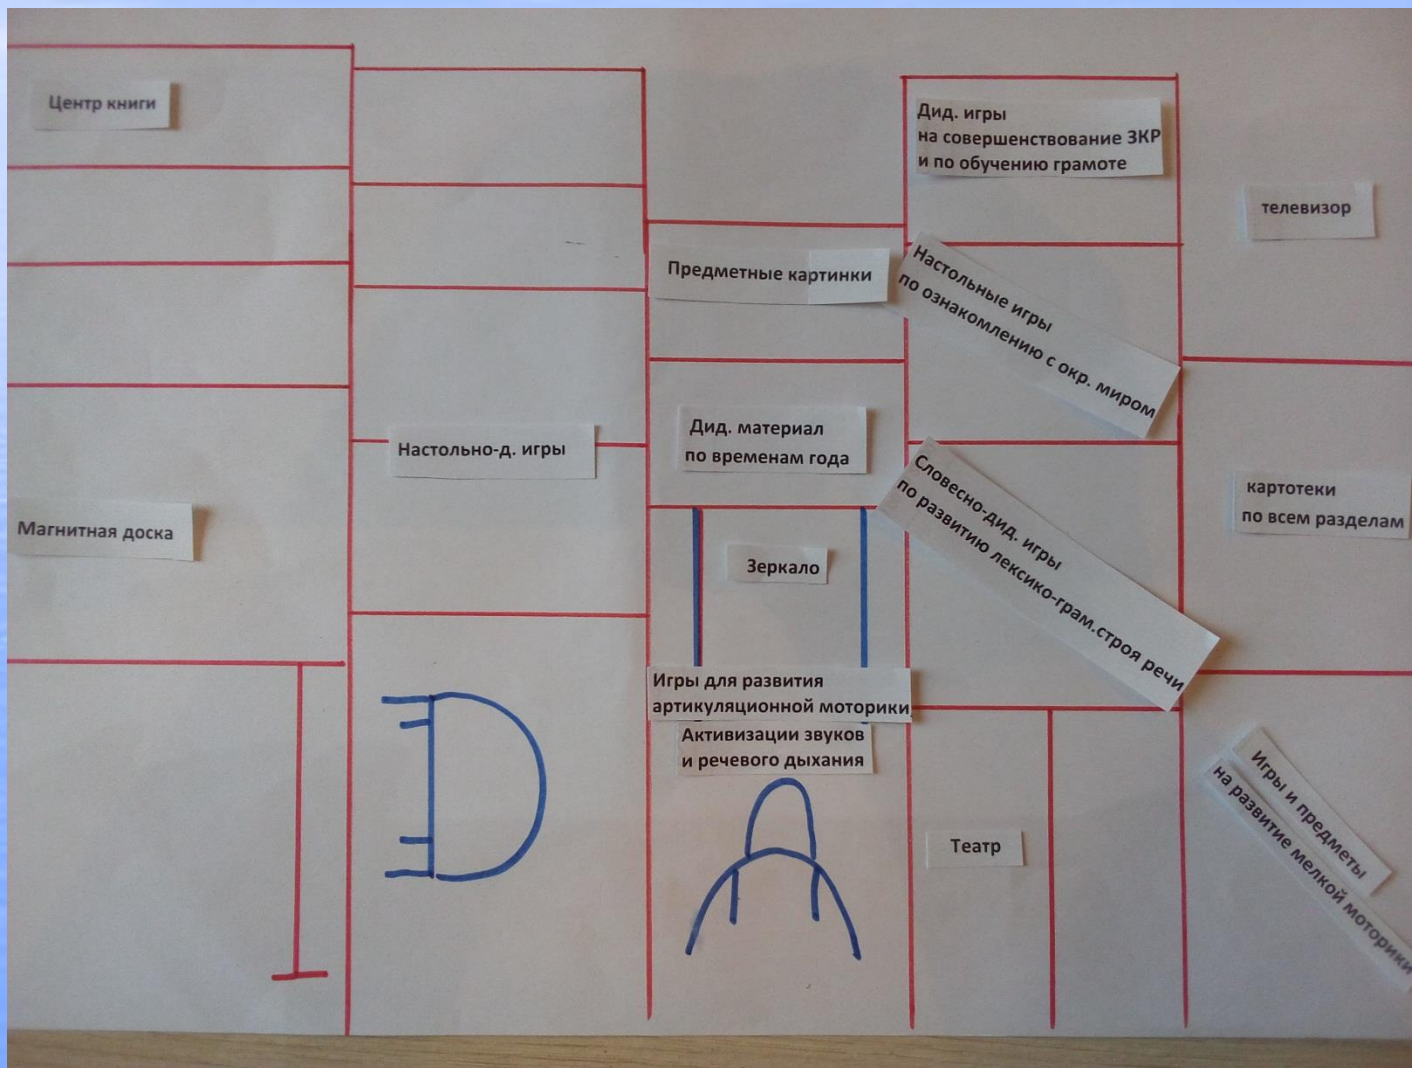 Центр книги
Магнитная доска
Настольно-д. игры
Предметные картинки
Дид. материал
по временам года
Зеркало
Игры для развития
артикуляционной моторики
Активизации звуков
и речевого дыхания
Дид. игры
на совершенствование ЗКР
и по обучению грамоте
Настольные игры
по ознакомлению с окр. миром
Словесно-дид. игры
по развитию лексико-грам.строя речи
Театр
телевизор
картотеки
по всем разделам
Игры и предметы
на развитие мелкой моторики